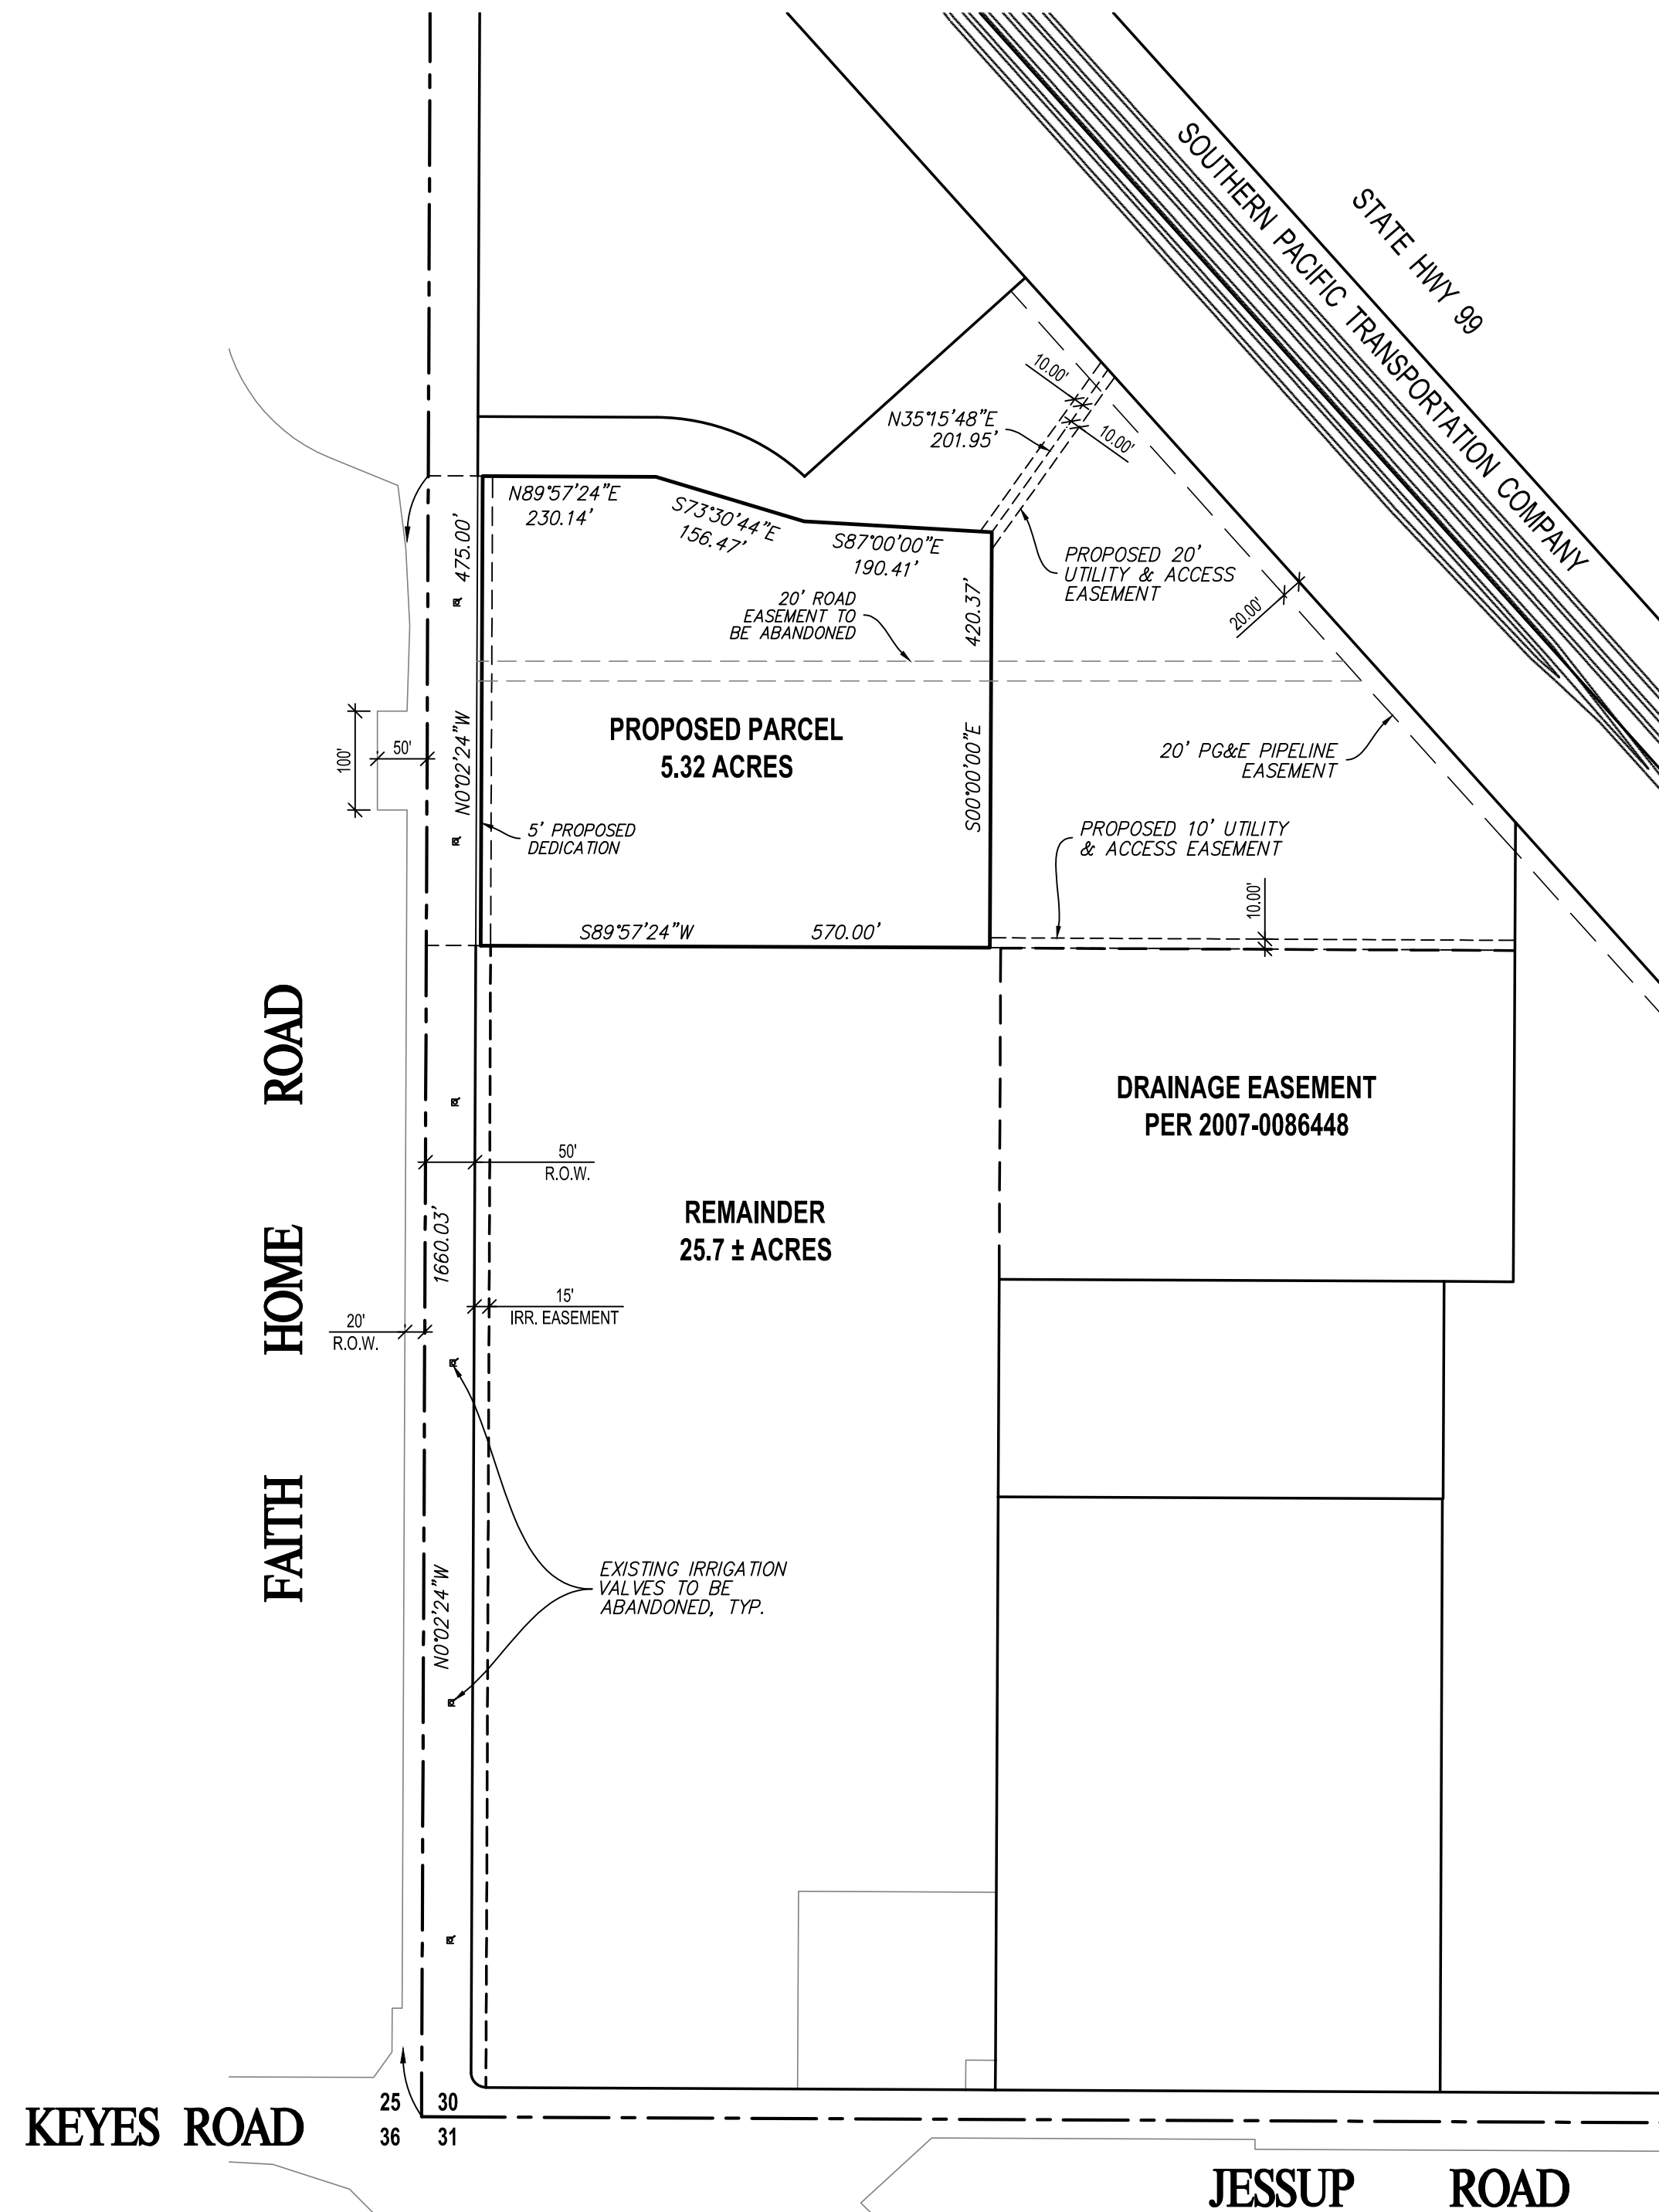 STATE HWY 99
SOUTHERN PACIFIC TRANSPORTATION COMPANY
10.00'
N35°15'48"E
201.95'
10.00'
N89°57'24"E
230.14'
S73°30'44"E
156.47'
S87°00'00"E
190.41'
475.00'
PROPOSED 20'
UTILITY & ACCESS
EASEMENT
20.00'
20' ROAD
EASEMENT TO
BE ABANDONED
420.37'
PROPOSED PARCEL
5.32 ACRES
N0°02'24"W
S00°00'00"E
100'
50'
20' PG&E PIPELINE
EASEMENT
5' PROPOSED
DEDICATION
PROPOSED 10' UTILITY
& ACCESS EASEMENT
10.00'
S89°57'24"W 570.00'
DRAINAGE EASEMENT
PER 2007-0086448
50'
R.O.W.
REMAINDER
25.7 ± ACRES
1660.03'
15'
IRR. EASEMENT
20'
R.O.W.
FAITH HOME ROAD
EXISTING IRRIGATION
VALVES TO BE
ABANDONED, TYP.
N0°02'24"W
25 30
36 31
KEYES ROAD
JESSUP ROAD